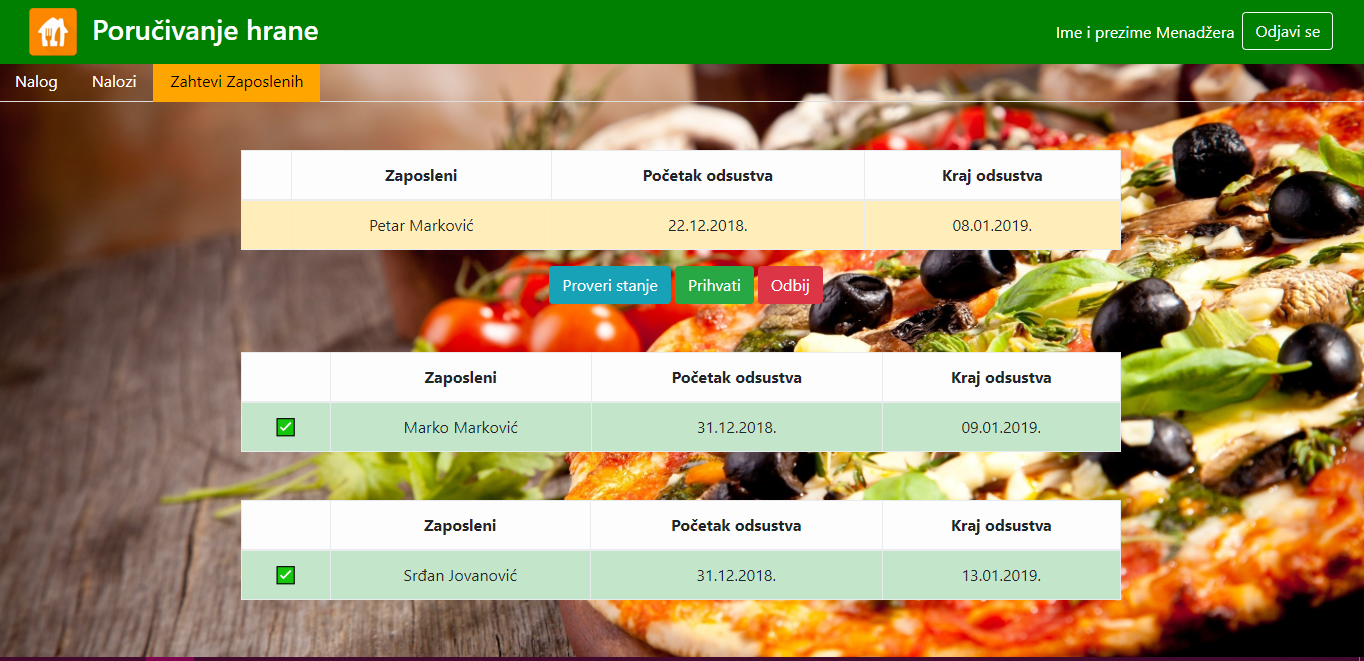 Poručivanje hrane
Ime i prezime Menadžera Odjavi se
Nalog Nalozi Zahtevi Zaposlenih
Zaposleni Početak odsustva Kraj odsustva
Petar Marković 22.12.2018. 08.01.2019.
Proveri stanje Prihvati Odbij
Zaposleni Početak odsustva Kraj odsustva
Marko Marković 31.12.2018. 09.01.2019.
Zaposleni Početak odsustva Kraj odsustva
Srđan Jovanović 31.12.2018. 13.01.2019.